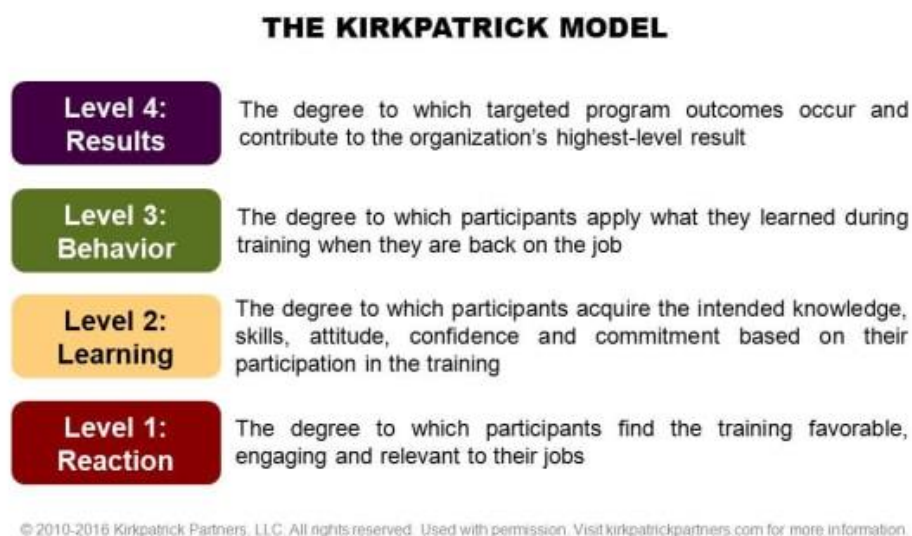 THE KIRKPATRICK MODEL
Level 4:
Results
The degree to which targeted program outcomes occur and
contribute to the organization's highest-level result
Level 3:
Behavior
The degree to which participants apply what they learned during
training when they are back on the job
Level 2:
Learning
The degree to which participants acquire the intended knowledge,
skills, attitude, confidence and commitment based on their
participation in the training
Level 1:
Reaction
The degree to which participants find the training favorable,
engaging and relevant to their jobs
© 2010-2016 Kirkpatrick Partners, LLC. All rights reserved. Used with permission. Visit kirkpatrickpartners.com for more information.